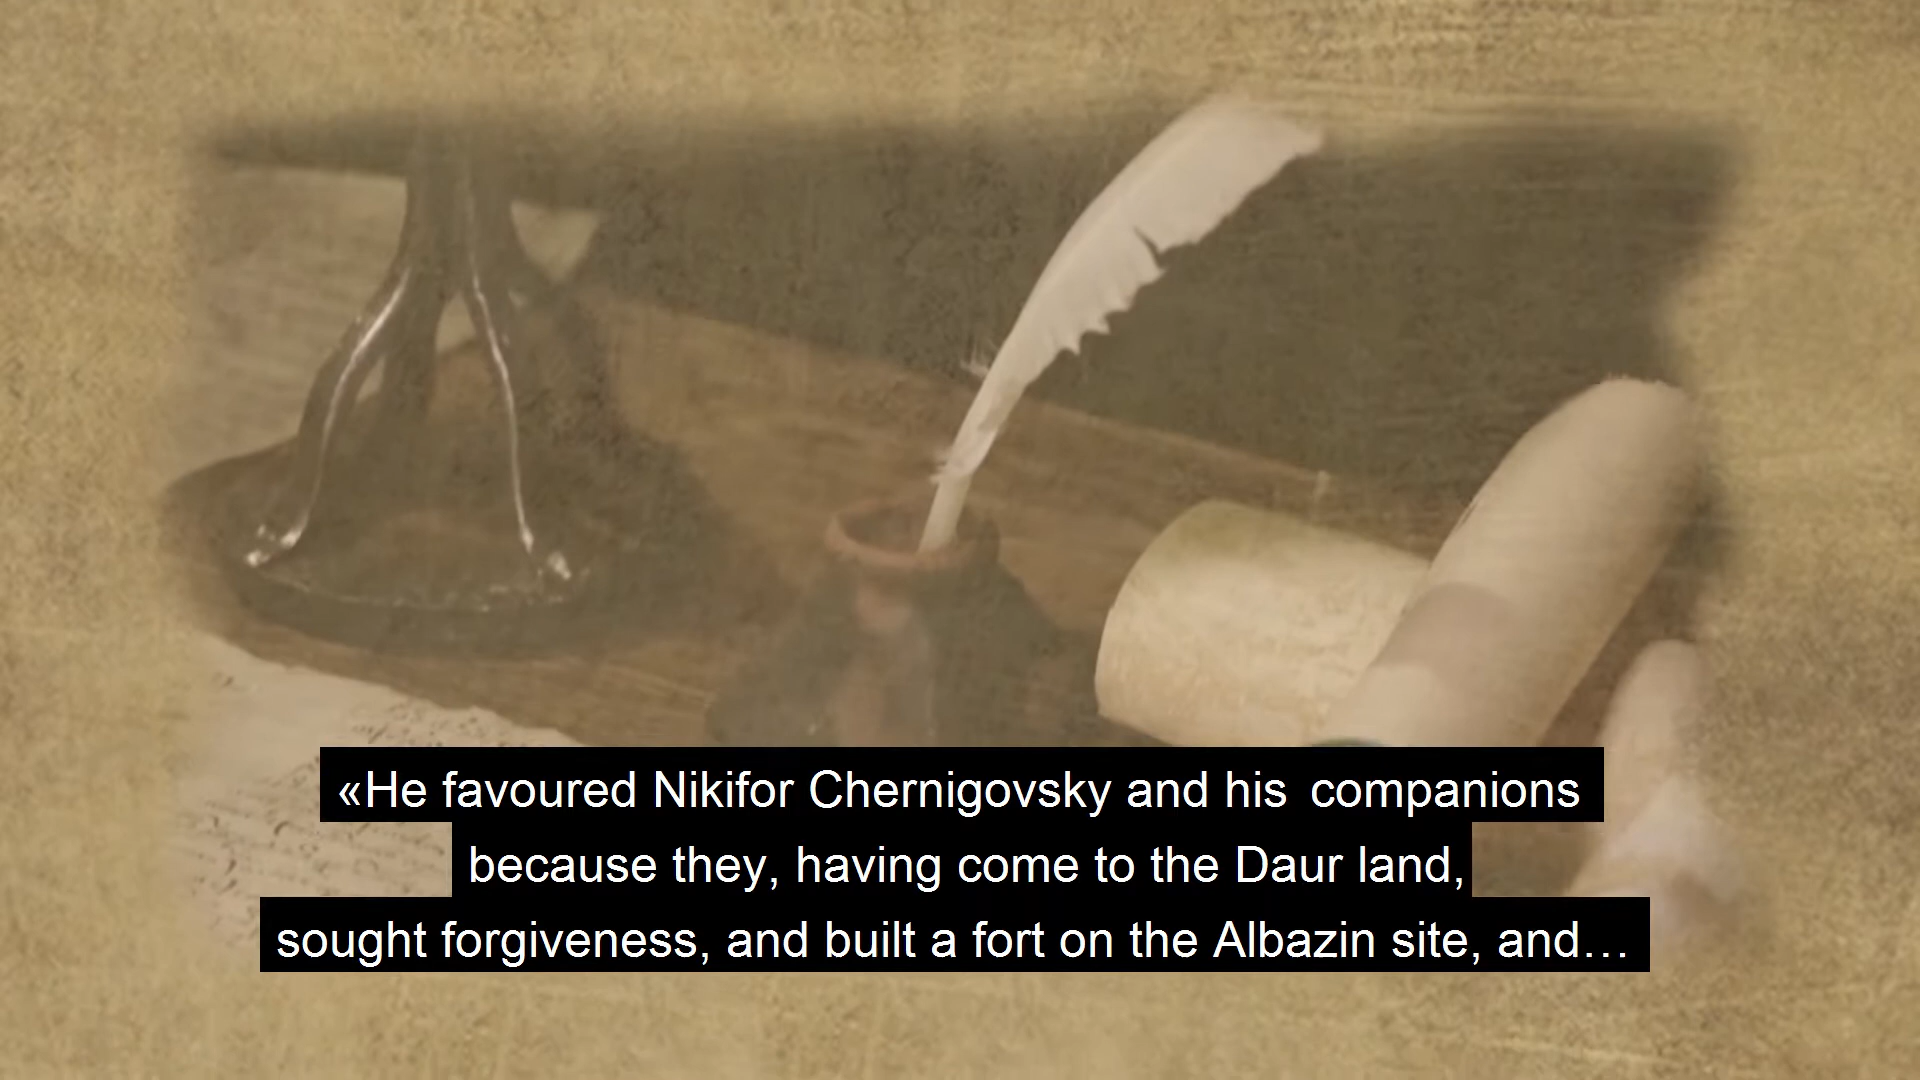 «He favoured Nikifor Chernigovsky and his companions
because they, having come to the Daur land,
sought forgiveness, and built a fort on the Albazin site, and…